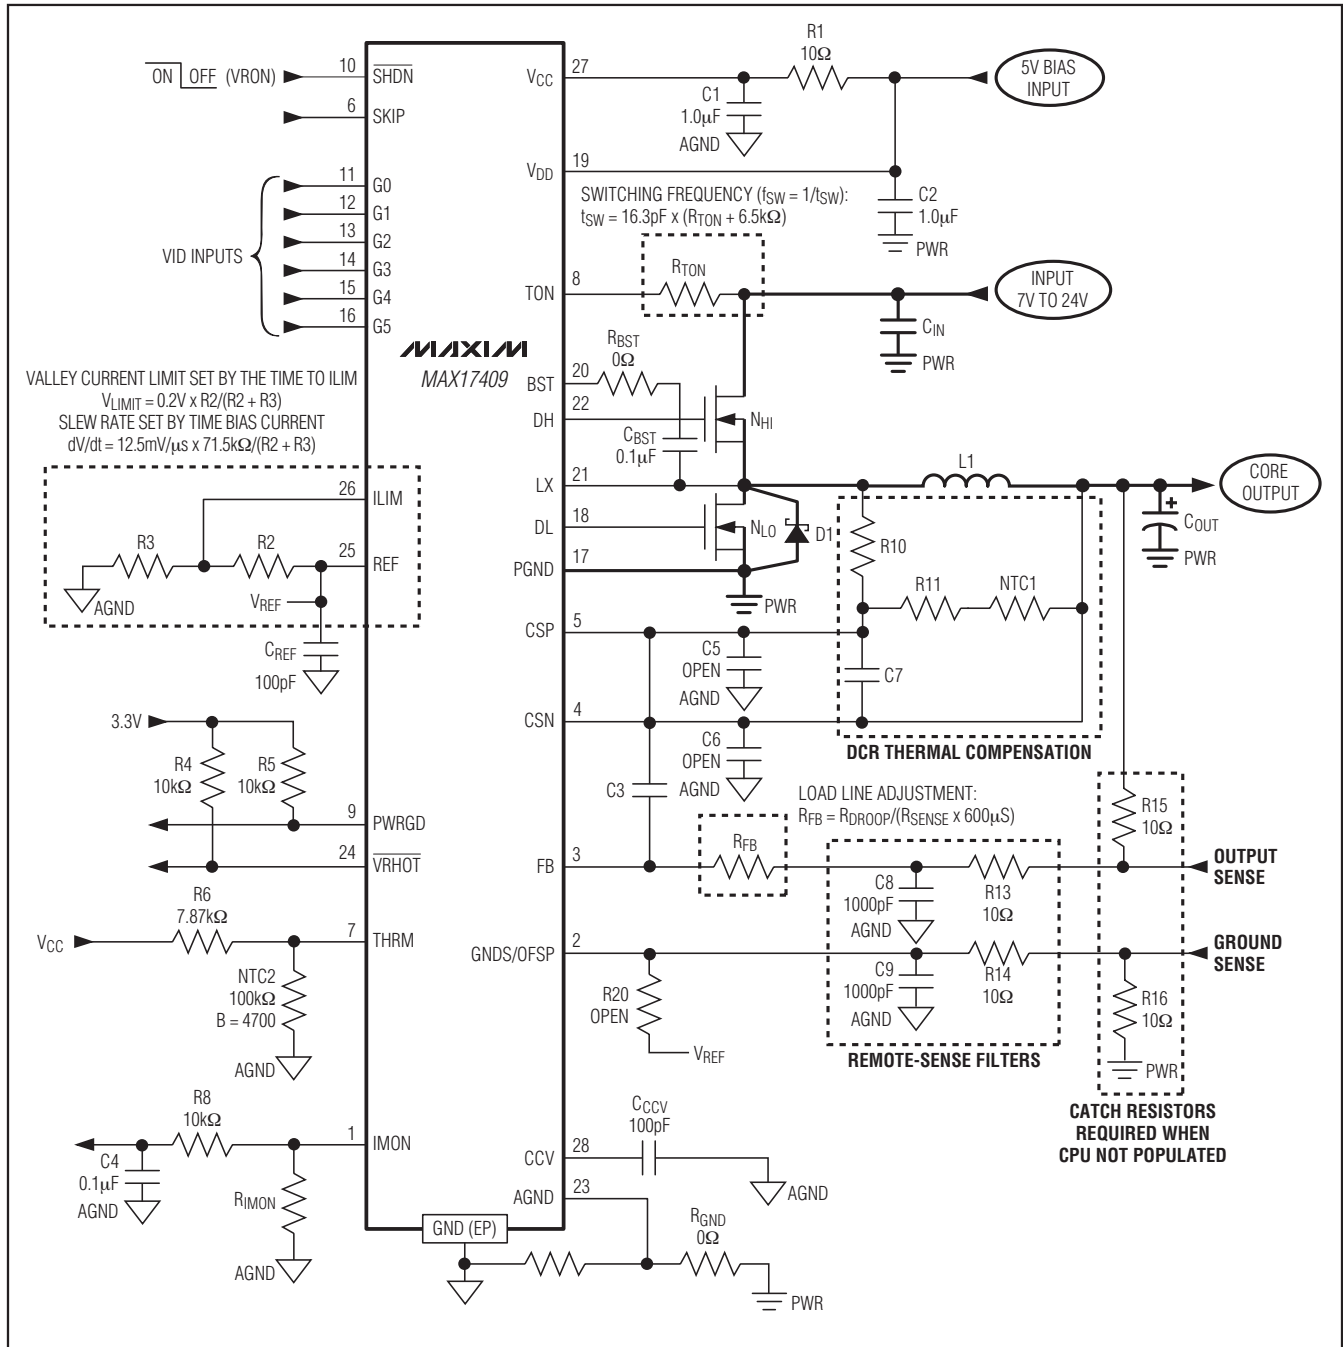 ON OFF (VRON)
10
SHDN
6
SKIP
11
G0
12
G1
13
G2
14
G3
15
G4
16
G5
VID INPUTS
MAXIM
MAX17409
VALLEY CURRENT LIMIT SET BY THE TIME TO ILIM
VLIMIT = 0.2V x R2/(R2 + R3)
SLEW RATE SET BY TIME BIAS CURRENT
dV/dt = 12.5mV/μs x 71.5kΩ/(R2 + R3)
26
ILIM
R3
R2
25
REF
AGND
VREF
CREF
100pF
3.3V
R4
10kΩ
R5
10kΩ
9
PWRGD
24
VRHOT
R6
7.87kΩ
VCC
7
THRM
NTC2
100kΩ
B = 4700
AGND
R8
10kΩ
1
IMON
C4
0.1μF
AGND
RIMON
AGND
GND (EP)
VCC
27
R1
10Ω
5V BIAS
INPUT
C1
1.0μF
AGND
VDD
19
C2
1.0μF
PWR
SWITCHING FREQUENCY (fSW = 1/tSW):
tSW = 16.3pF x (RTON + 6.5kΩ)
TON
8
RTON
INPUT
7V TO 24V
CIN
PWR
BST
20
RBST
0Ω
DH
22
NHI
CBST
0.1μF
LX
21
L1
CORE
OUTPUT
DL
18
NLO
D1
COUT
PWR
PGND
17
PWR
R10
R11
NTC1
CSP
5
C5
OPEN
AGND
C7
CSN
4
DCR THERMAL COMPENSATION
C6
OPEN
AGND
C3
LOAD LINE ADJUSTMENT:
RFB = RDROOP/(RSENSE x 600μS)
R15
10Ω
FB
3
RFB
C8
1000pF
AGND
R13
10Ω
OUTPUT
SENSE
GNDS/OFSP
2
C9
1000pF
AGND
R14
10Ω
GROUND
SENSE
R20
OPEN
VREF
R16
10Ω
PWR
REMOTE-SENSE FILTERS
CATCH RESISTORS
REQUIRED WHEN
CPU NOT POPULATED
CCCV
100pF
CCV
28
AGND
AGND
23
RGND
0Ω
PWR